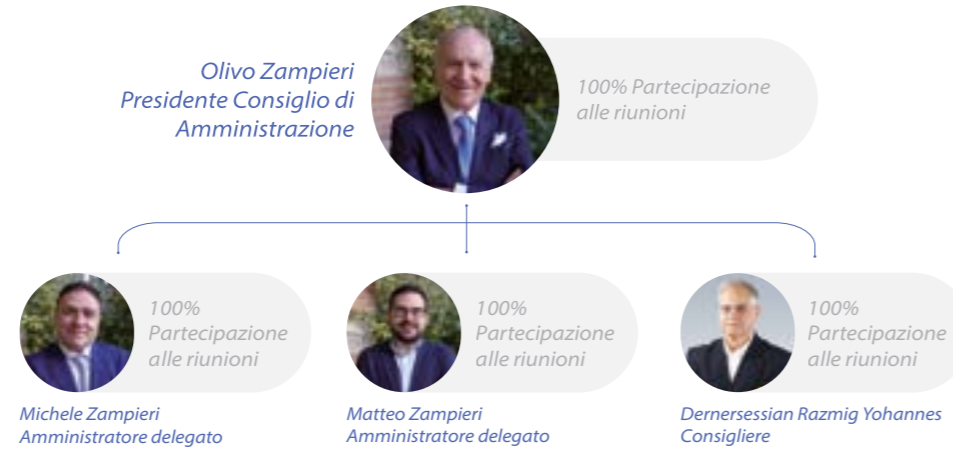 Olivo Zampieri
Presidente Consiglio di
Amministrazione
100% Partecipazione
alle riunioni
100%
Partecipazione
alle riunioni
Michele Zampieri
Amministratore delegato
100%
Partecipazione
alle riunioni
Matteo Zampieri
Amministratore delegato
100%
Partecipazione
alle riunioni
Dernersessian Razmig Yohannes
Consigliere